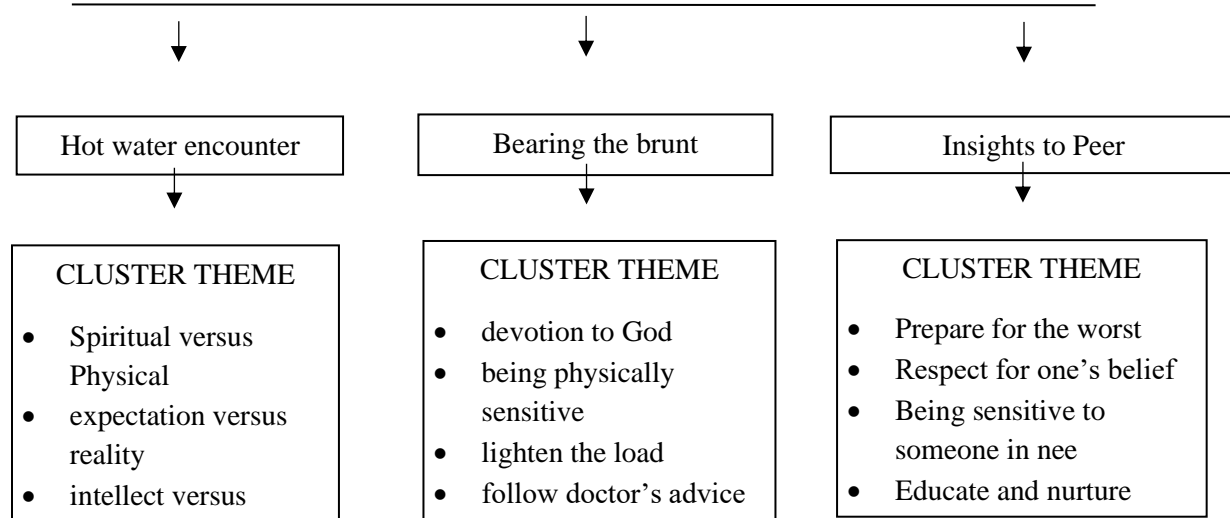 Hot water encounter
Bearing the brunt
Insights to Peer
CLUSTER THEME
• Spiritual versus
Physical
• expectation versus
reality
• intellect versus
CLUSTER THEME
• devotion to God
• being physically
sensitive
• lighten the load
• follow doctor’s advice
CLUSTER THEME
• Prepare for the worst
• Respect for one’s belief
• Being sensitive to
someone in nee
• Educate and nurture